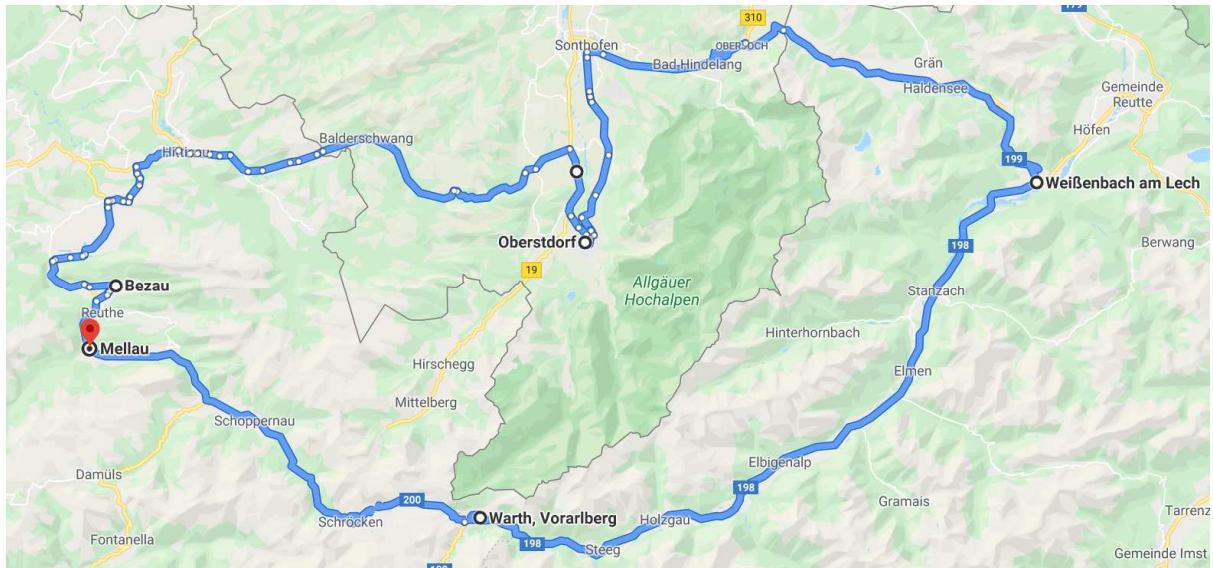 179
310
Sonthofen
OBERJOCH
Bad Hindelang
Grän
Haldensee
Gemeinde
Reutte
Höfen
Balderschwang
Hittisau
199
Weißenbach am Lech
Oberstdorf
198
Berwang
19
Bezau
Allgäuer
Hochalpen
Stanzach
Reuthe
Hinterhornbach
Mellau
Hirschegg
Elmen
Mittelberg
Schoppernau
Elbigenalp
Damüls
198
Gramais
200
Schröcken
Warth, Vorarlberg
Holzgau
Tarrenz
Fontanella
198
Steeg
Gemeinde Imst